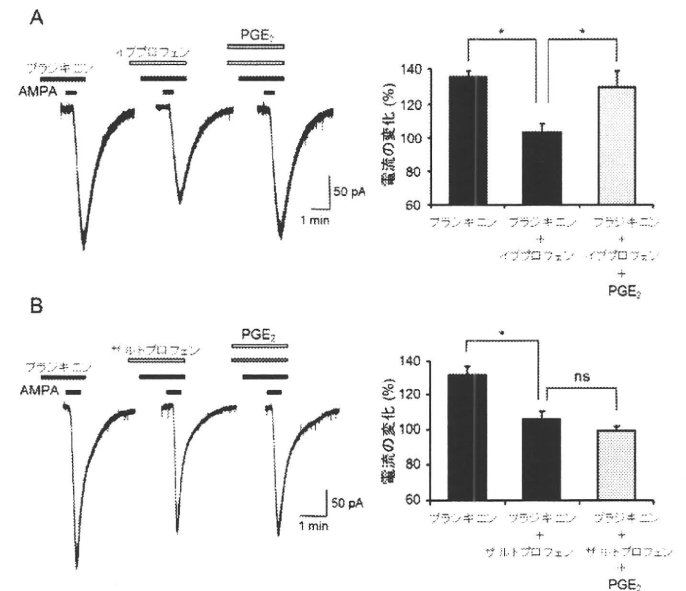 A
PGE₂
イブプロフェン
ブラジキニン
AMPA
50 pA
1 min
* *
電流の変化 (%)
140
120
100
80
60
ブラジキニン
ブラジキニン
+
イブプロフェン
ブラジキニン
+
イブプロフェン
+
PGE₂
B
PGE₂
ザルトプロフェン
ブラジキニン
AMPA
50 pA
1 min
*
ns
電流の変化 (%)
140
120
100
80
60
ブラジキニン
ブラジキニン
+
ザルトプロフェン
ブラジキニン
+
ザルトプロフェン
+
PGE₂